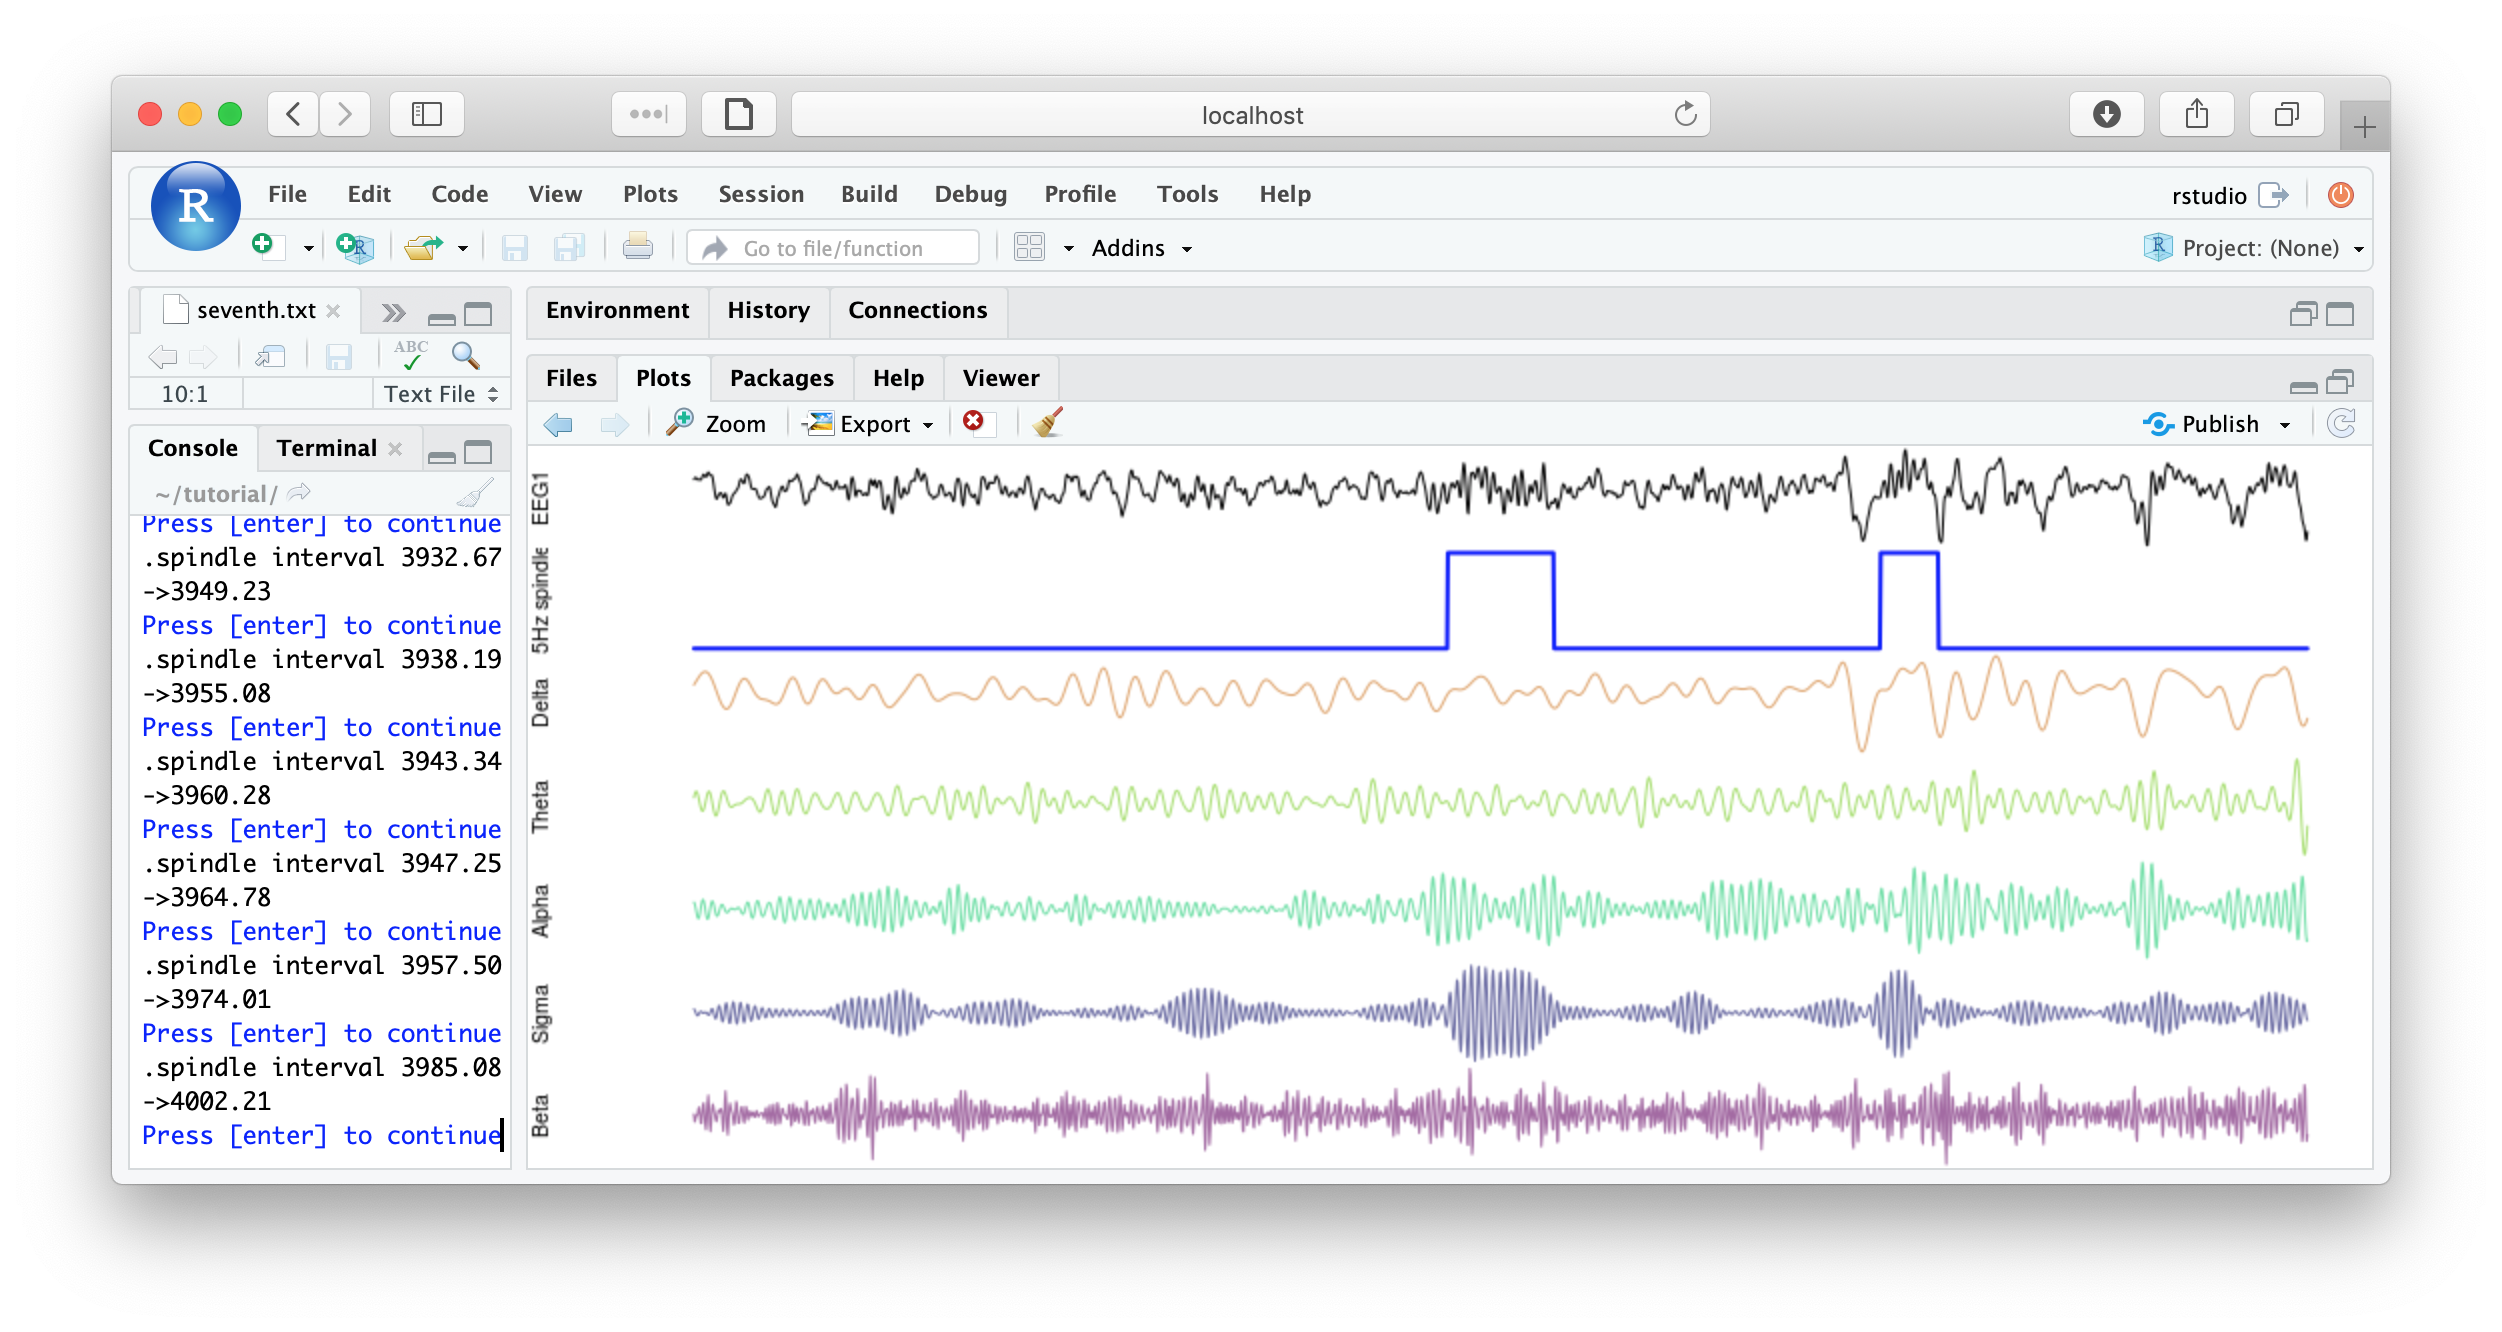 localhost
R
File Edit Code View Plots Session Build Debug Profile Tools Help
rstudio
R
Go to file/function
Addins
R Project: (None)
seventh.txt
ABC
10:1
Text File
Console Terminal
~/tutorial/
Press [enter] to continue
.spindle interval 3932.67
->3949.23
Press [enter] to continue
.spindle interval 3938.19
->3955.08
Press [enter] to continue
.spindle interval 3943.34
->3960.28
Press [enter] to continue
.spindle interval 3947.25
->3964.78
Press [enter] to continue
.spindle interval 3957.50
->3974.01
Press [enter] to continue
.spindle interval 3985.08
->4002.21
Press [enter] to continue
Environment History Connections
Files Plots Packages Help Viewer
Zoom Export
Publish
EEG1
5Hz spindle
Delta
Theta
Alpha
Sigma
Beta